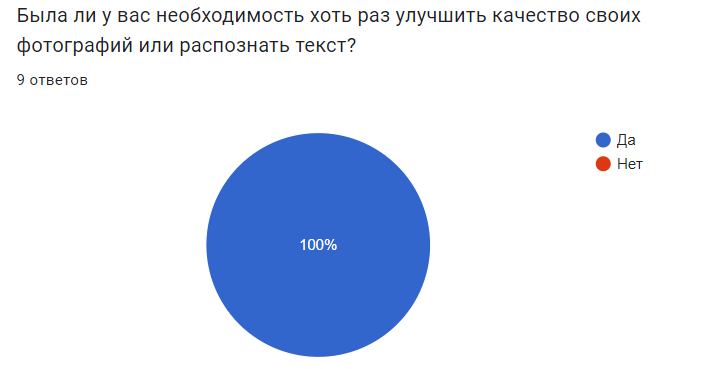 Была ли у вас необходимость хоть раз улучшить качество своих
фотографий или распознать текст?
9 ответов
Да
Нет
100%